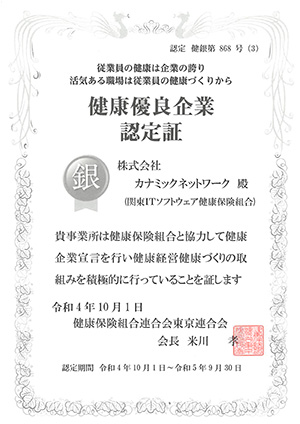 認定 健銀第 868 号 (3)
従業員の健康は企業の誇り
活気ある職場は従業員の健康づくりから
健康優良企業
認定証
銀
株式会社
カナミックネットワーク 殿
(関東ITソフトウェア健康保険組合)
貴事業所は健康保険組合と協力して健康
企業宣言を行い健康経営健康づくりの取
組みを積極的に行っていることを証します
令和4年10月1日
健康保険組合連合会東京連合会
会長 米川 孝
認定期間 令和4年10月1日～令和5年9月30日